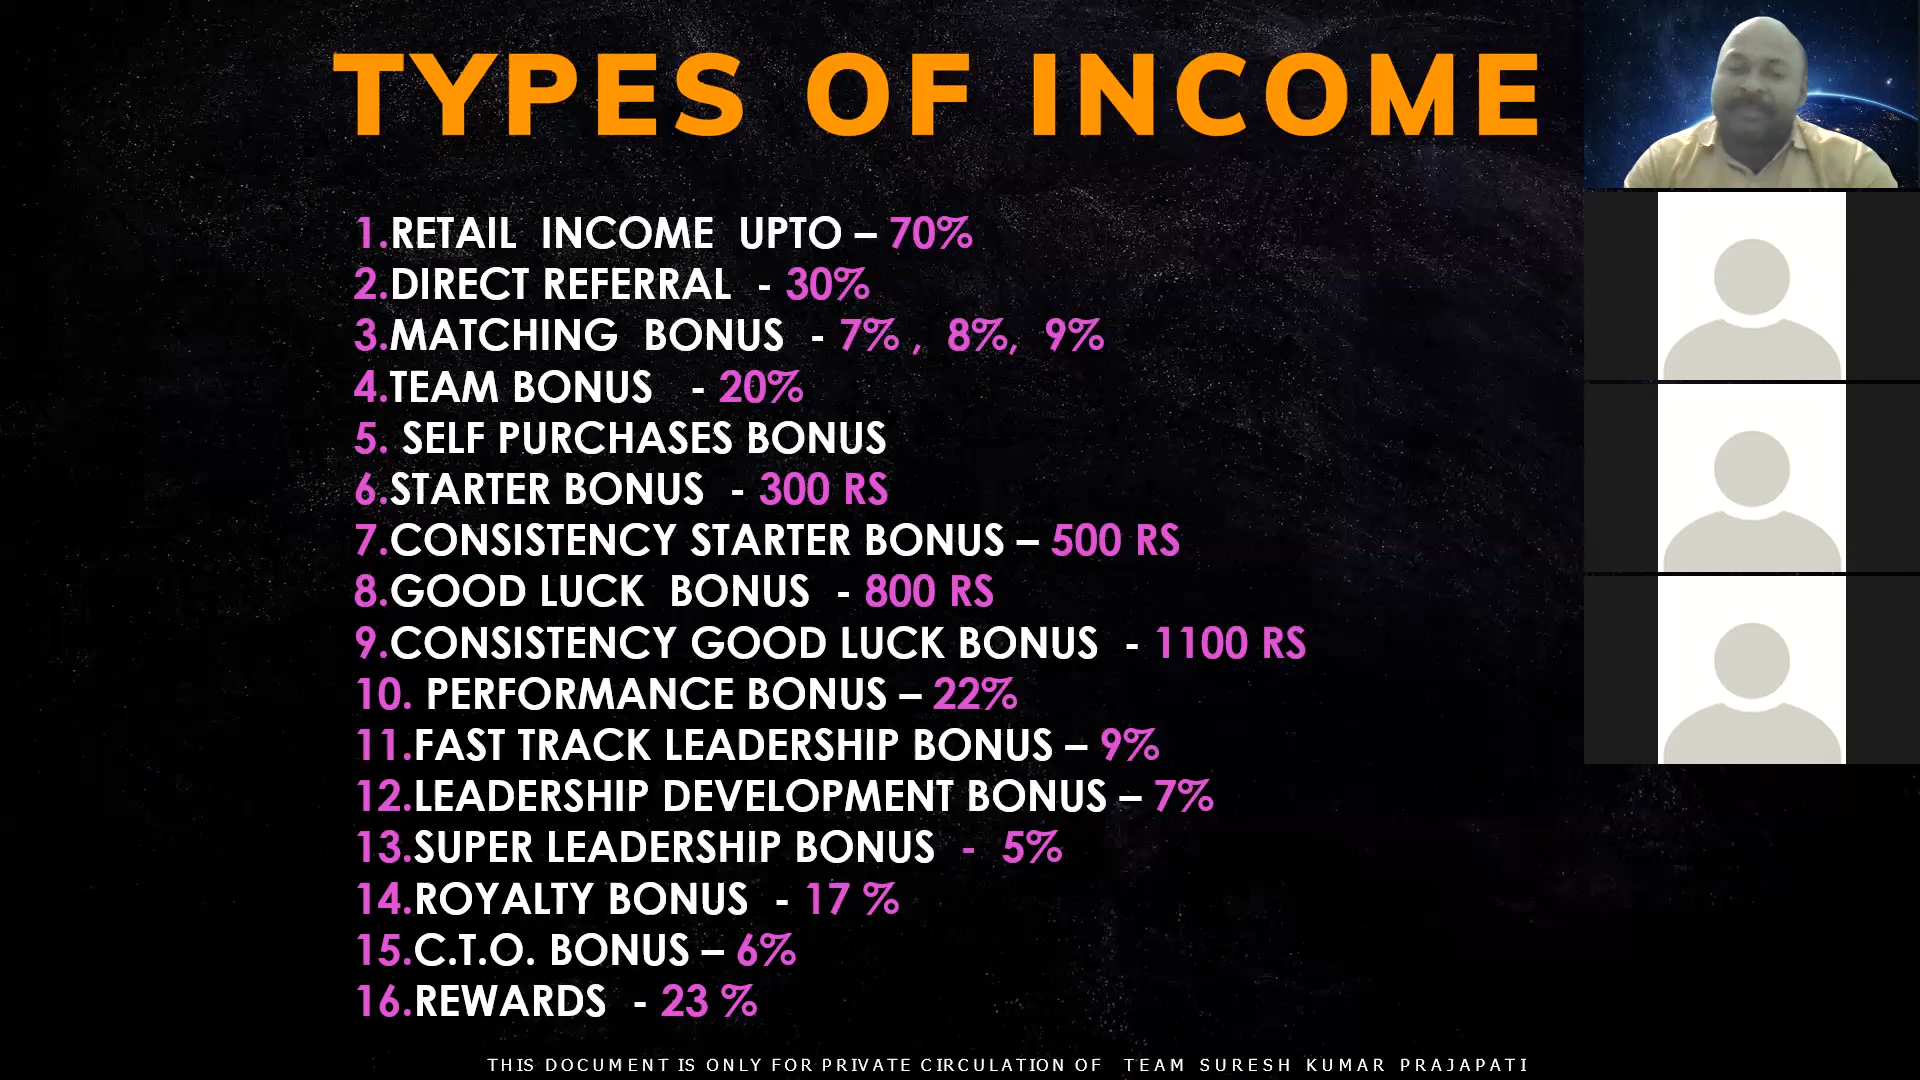 TYPES OF INCOME
1.RETAIL INCOME UPTO – 70%
2.DIRECT REFERRAL - 30%
3.MATCHING BONUS - 7% , 8%, 9%
4.TEAM BONUS - 20%
5. SELF PURCHASES BONUS
6.STARTER BONUS - 300 RS
7.CONSISTENCY STARTER BONUS – 500 RS
8.GOOD LUCK BONUS - 800 RS
9.CONSISTENCY GOOD LUCK BONUS - 1100 RS
10. PERFORMANCE BONUS – 22%
11.FAST TRACK LEADERSHIP BONUS – 9%
12.LEADERSHIP DEVELOPMENT BONUS – 7%
13.SUPER LEADERSHIP BONUS - 5%
14.ROYALTY BONUS - 17 %
15.C.T.O. BONUS – 6%
16.REWARDS - 23 %
THIS DOCUMENT IS ONLY FOR PRIVATE CIRCULATION OF TEAM SURESH KUMAR PRAJAPATI